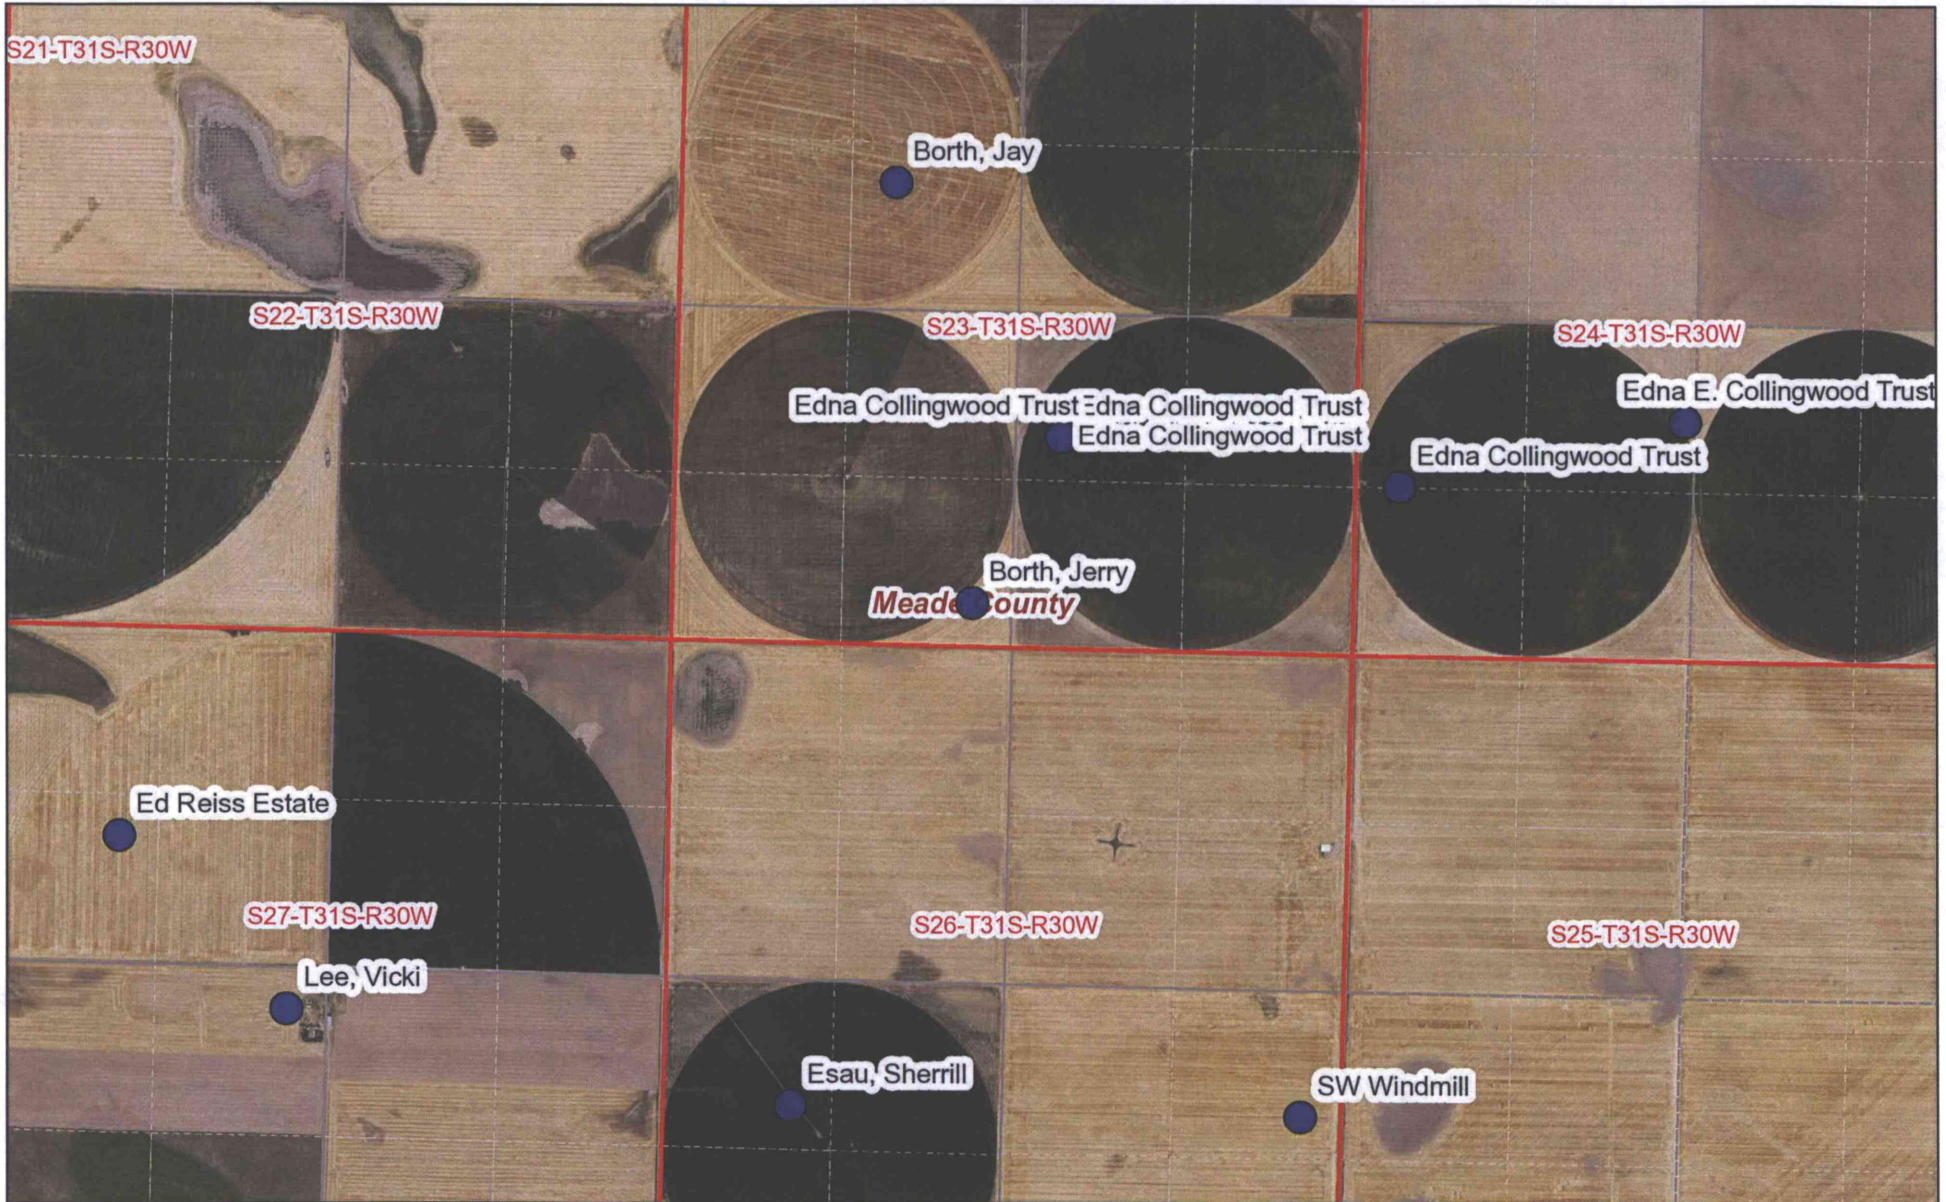 S21-T31S-R30W
Borth, Jay
S22-T31S-R30W
S23-T31S-R30W
S24-T31S-R30W
Edna E. Collingwood Trust
Edna Collingwood Trust
Edna Collingwood Trust
Edna Collingwood Trust
Edna Collingwood Trust
Borth, Jerry
Meade County
Ed Reiss Estate
S27-T31S-R30W
S26-T31S-R30W
S25-T31S-R30W
Lee, Vicki
Esau, Sherrill
SW Windmill